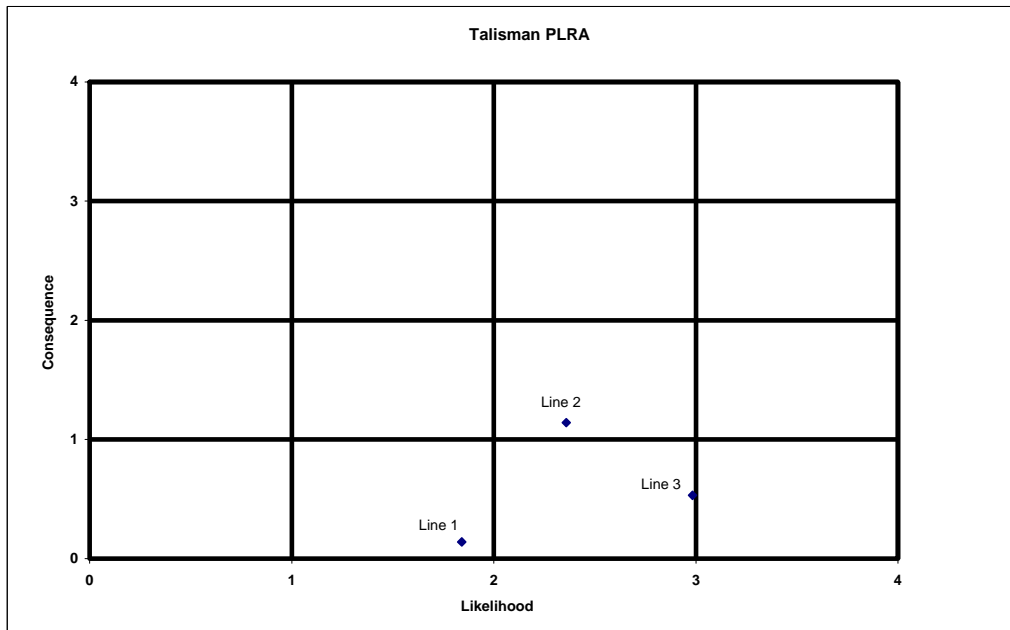 Talisman PLRA
4
3
2
1
0
Consequence
Line 2
Line 3
Line 1
0 1 2 3 4
Likelihood